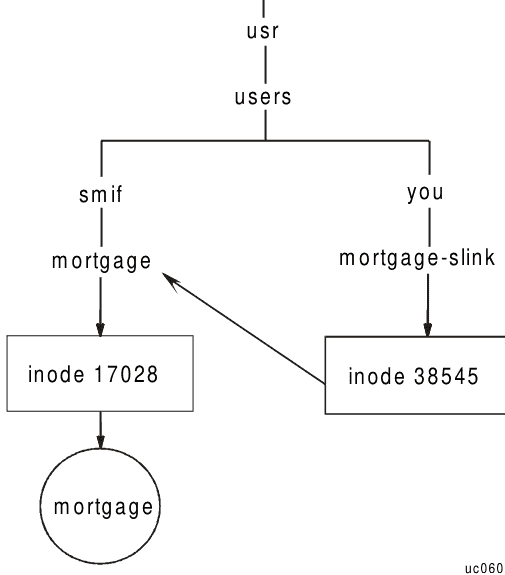 usr
users
smif
you
mortgage
mortgage-slink
inode 17028
inode 38545
mortgage
uc060